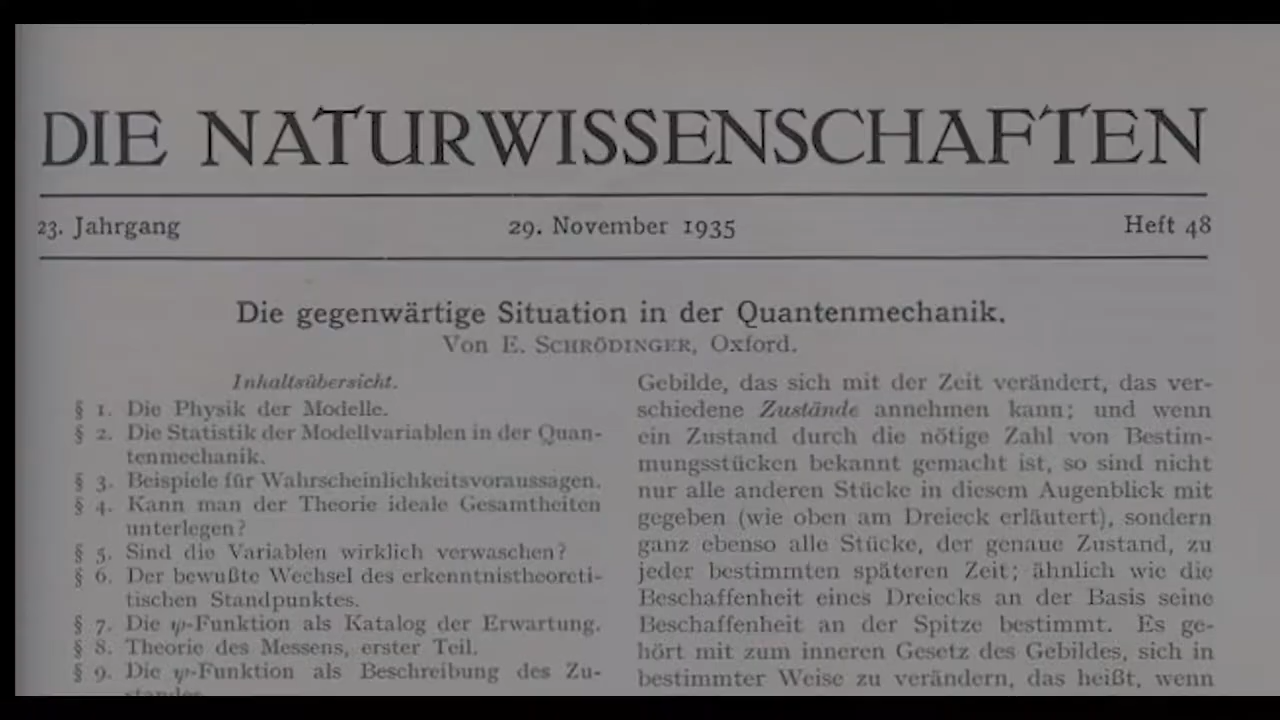 DIE NATURWISSENSCHAFTEN
23. Jahrgang 29. November 1935 Heft 48
Die gegenwärtige Situation in der Quantenmechanik.
Von E. SCHRÖDINGER, Oxford.
Inhaltsübersicht.
§ 1. Die Physik der Modelle.
§ 2. Die Statistik der Modellvariablen in der Quan-
tenmechanik.
§ 3. Beispiele für Wahrscheinlichkeitsvoraussagen.
§ 4. Kann man der Theorie ideale Gesamtheiten
unterlegen?
§ 5. Sind die Variablen wirklich verwaschen?
§ 6. Der bewußte Wechsel des erkenntnistheoreti-
tischen Standpunktes.
§ 7. Die ψ-Funktion als Katalog der Erwartung.
§ 8. Theorie des Messens, erster Teil.
§ 9. Die ψ-Funktion als Beschreibung des Zu-
standes.
Gebilde, das sich mit der Zeit verändert, das ver-
schiedene Zustände annehmen kann; und wenn
ein Zustand durch die nötige Zahl von Bestim-
mungsstücken bekannt gemacht ist, so sind nicht
nur alle anderen Stücke in diesem Augenblick mit
gegeben (wie oben am Dreieck erläutert), sondern
ganz ebenso alle Stücke, der genaue Zustand, zu
jeder bestimmten späteren Zeit; ähnlich wie die
Beschaffenheit eines Dreiecks an der Basis seine
Beschaffenheit an der Spitze bestimmt. Es ge-
hört mit zum inneren Gesetz des Gebildes, sich in
bestimmter Weise zu verändern, das heißt, wenn